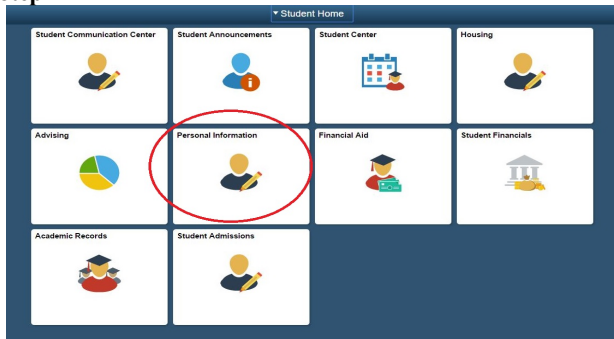 Student Home
Student Communication Center
Student Announcements
Student Center
Housing
Advising
Personal Information
Financial Aid
Student Financials
Academic Records
Student Admissions